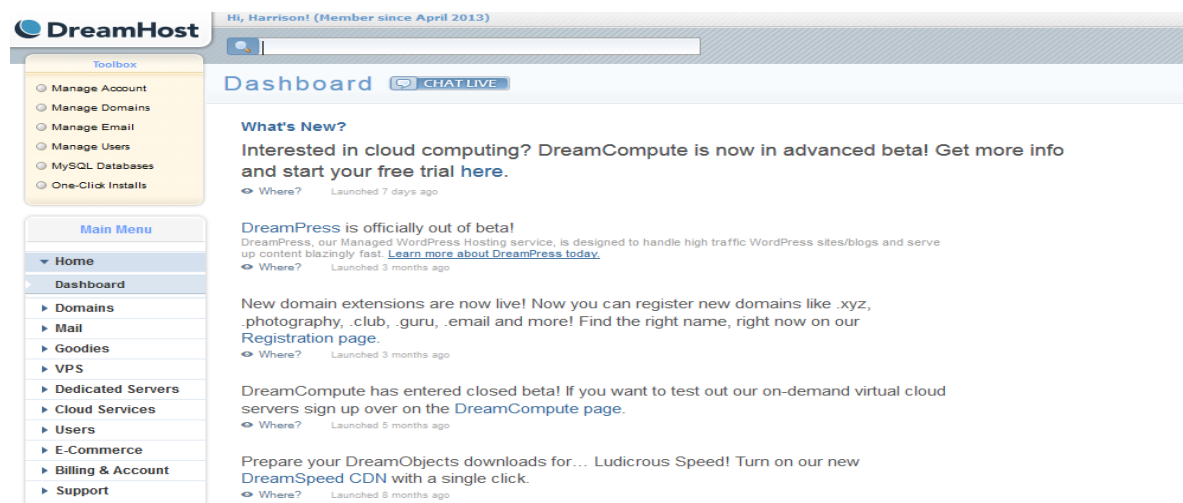 DreamHost
Hi, Harrison! (Member since April 2013)
Toolbox
Manage Account
Manage Domains
Manage Email
Manage Users
MySQL Databases
One-Click Installs
Main Menu
Home
Dashboard
Domains
Mail
Goodies
VPS
Dedicated Servers
Cloud Services
Users
E-Commerce
Billing & Account
Support
Dashboard CHAT LIVE
What's New?
Interested in cloud computing? DreamCompute is now in advanced beta! Get more info
and start your free trial here.
Where? Launched 7 days ago
DreamPress is officially out of beta!
DreamPress, our Managed WordPress Hosting service, is designed to handle high traffic WordPress sites/blogs and serve
up content blazingly fast. Learn more about DreamPress today.
Where? Launched 3 months ago
New domain extensions are now live! Now you can register new domains like .xyz,
.photography, .club, .guru, .email and more! Find the right name, right now on our
Registration page.
Where? Launched 3 months ago
DreamCompute has entered closed beta! If you want to test out our on-demand virtual cloud
servers sign up over on the DreamCompute page.
Where? Launched 5 months ago
Prepare your DreamObjects downloads for... Ludicrous Speed! Turn on our new
DreamSpeed CDN with a single click.
Where? Launched 8 months ago